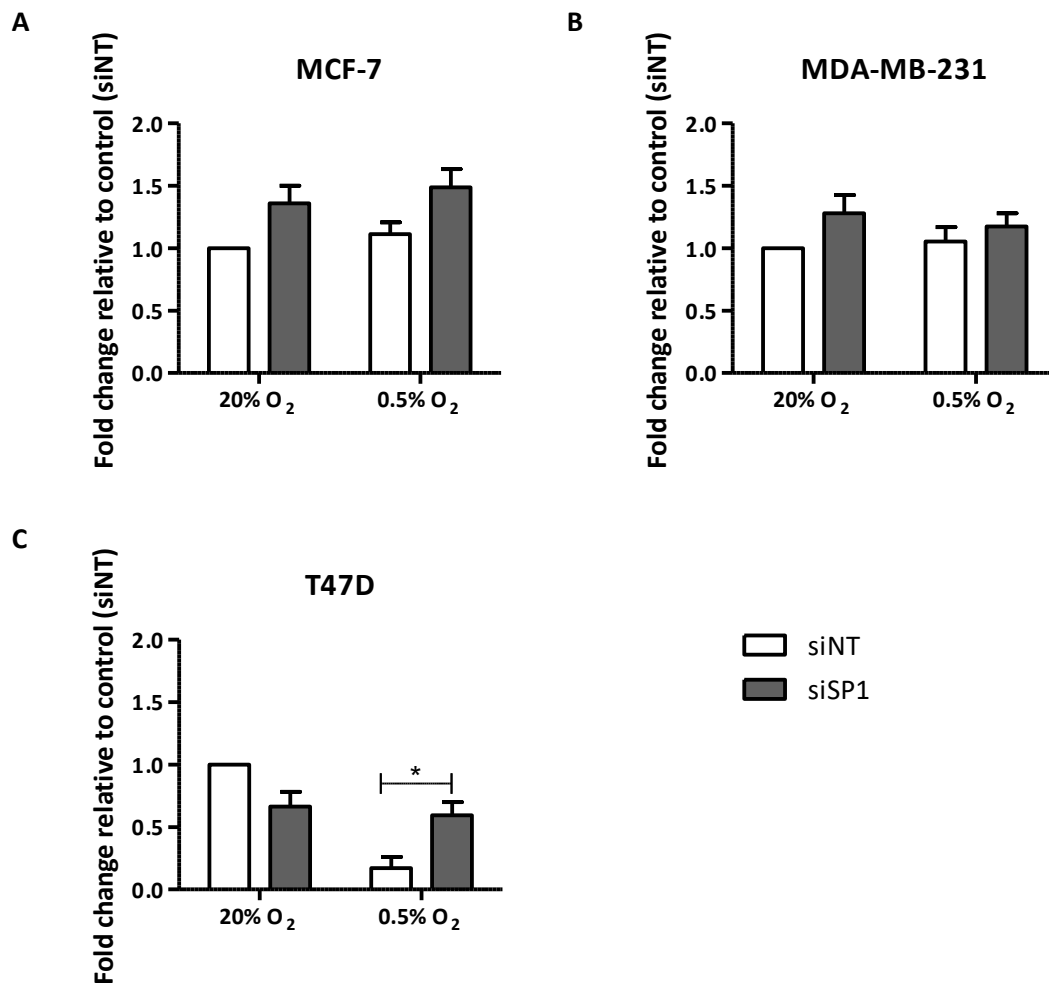 A
MCF-7
Fold change relative to control (siNT)
2.0
1.5
1.0
0.5
0.0
20% O₂
0.5% O₂
B
MDA-MB-231
Fold change relative to control (siNT)
2.0
1.5
1.0
0.5
0.0
20% O₂
0.5% O₂
C
T47D
Fold change relative to control (siNT)
2.0
1.5
1.0
0.5
0.0
*
20% O₂
0.5% O₂
siNT
siSP1